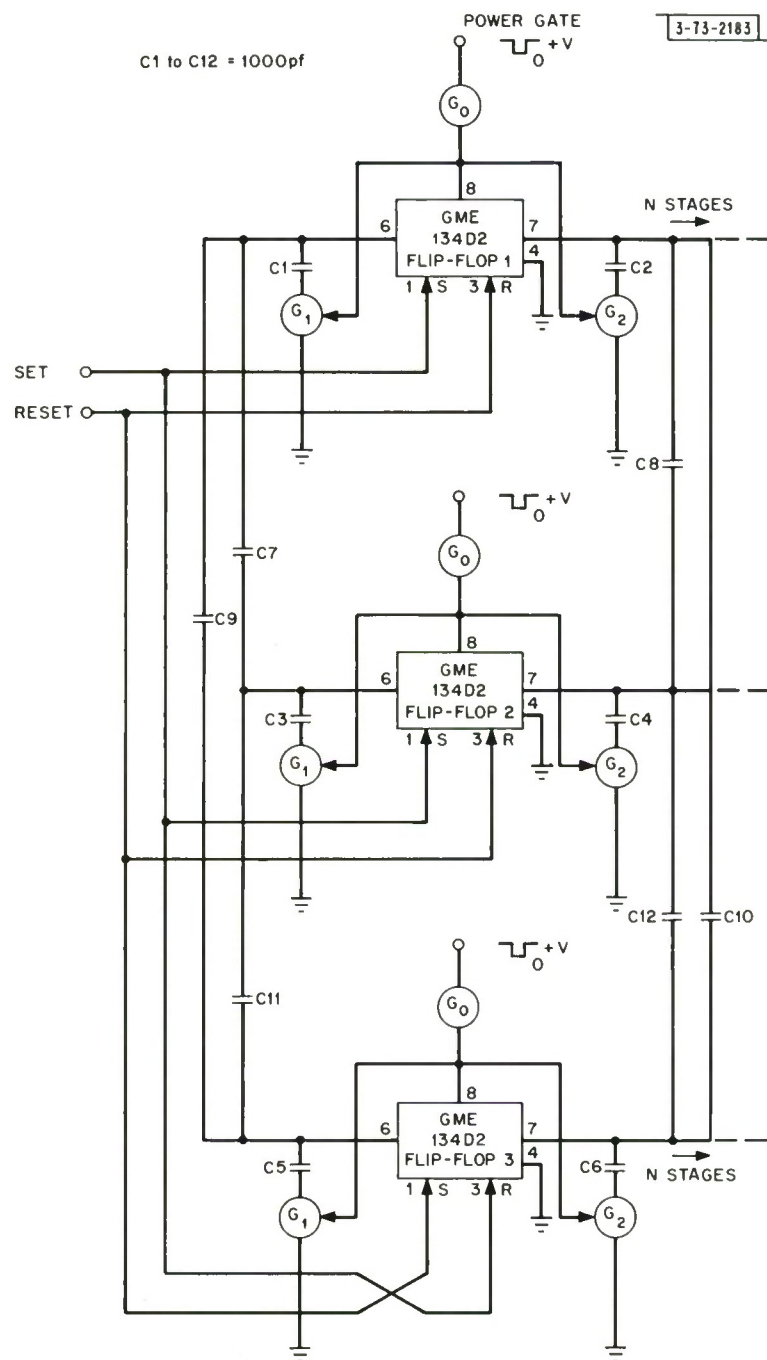 POWER GATE
3-73-2183
+V
0
C1 to C12 = 1000pf
G0
8
N STAGES
6
GME
134D2
FLIP-FLOP 1
7
4
C1
1 S
3 R
C2
G1
G2
SET
RESET
C8
+V
0
C7
G0
C9
8
6
GME
134D2
FLIP-FLOP 2
7
4
C3
1 S
3 R
C4
G1
G2
C12
C10
+V
0
C11
G0
8
6
GME
134D2
FLIP-FLOP 3
7
4
C5
1 S
3 R
C6
N STAGES
G1
G2